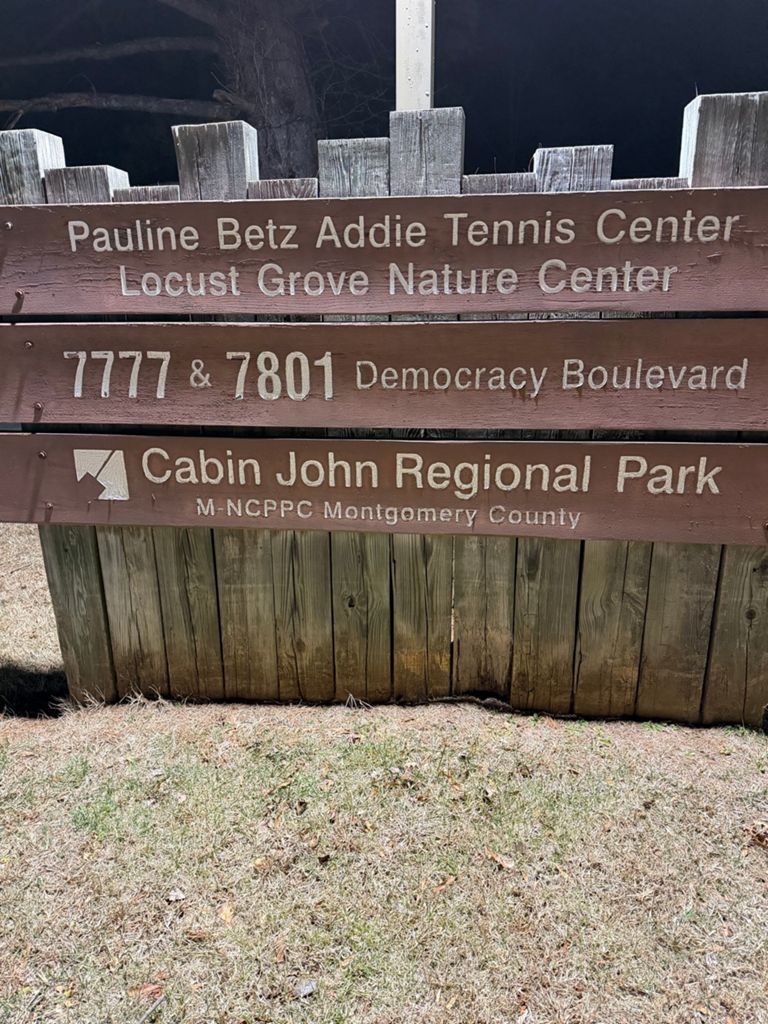 Pauline Betz Addie Tennis Center
Locust Grove Nature Center
7777 & 7801 Democracy Boulevard
Cabin John Regional Park
M-NCPPC Montgomery County